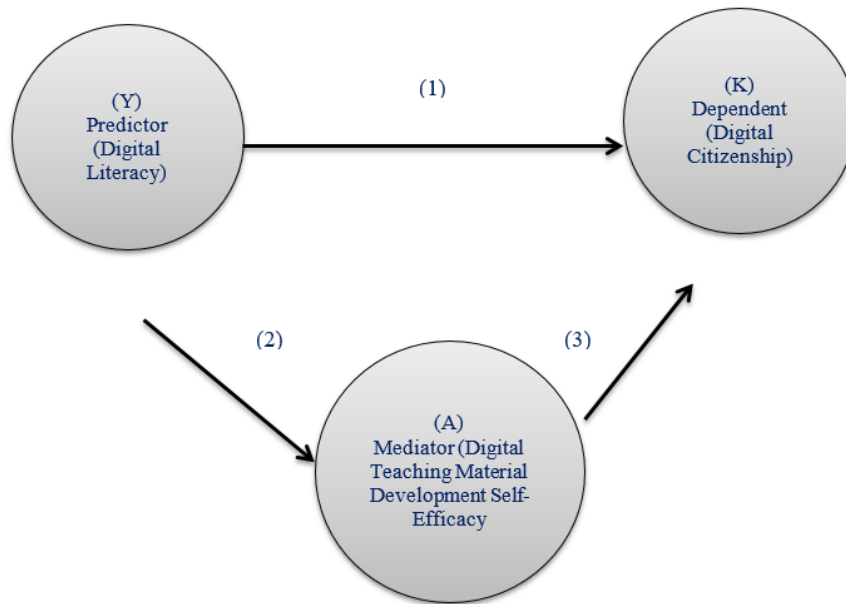 (Y)
Predictor
(Digital
Literacy)
(1)
(K)
Dependent
(Digital
Citizenship)
(2)
(3)
(A)
Mediator (Digital
Teaching Material
Development Self-
Efficacy